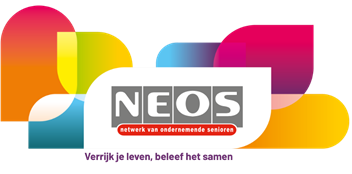 NEOS
netwerk van ondernemende senioren
Verrijk je leven, beleef het samen